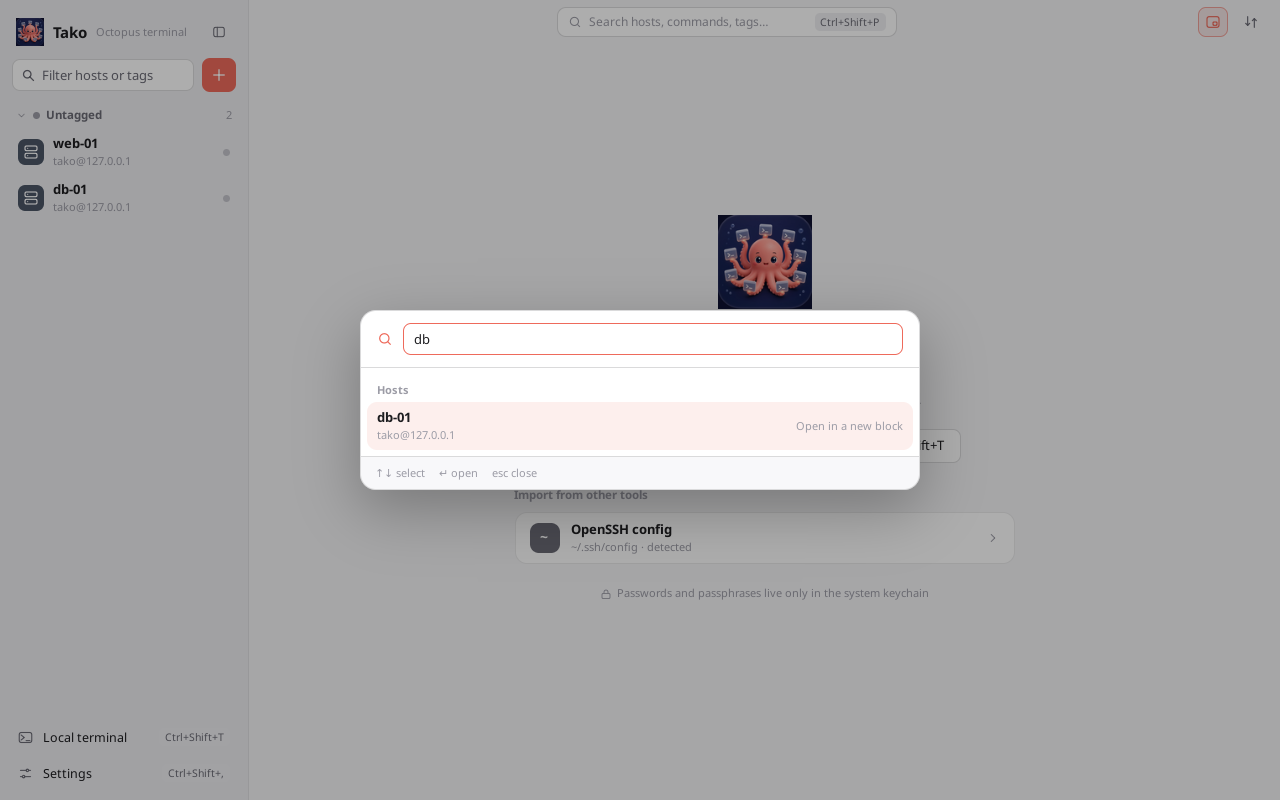 Tako Octopus terminal
Search hosts, commands, tags... Ctrl+Shift+P
Filter hosts or tags
Untagged 2
web-01
tako@127.0.0.1
db-01
tako@127.0.0.1
db
Hosts
db-01
tako@127.0.0.1
Open in a new block
↑↓ select ↵ open esc close
ft+T
Import from other tools
~
OpenSSH config
~/.ssh/config · detected
Passwords and passphrases live only in the system keychain
Local terminal Ctrl+Shift+T
Settings Ctrl+Shift+,